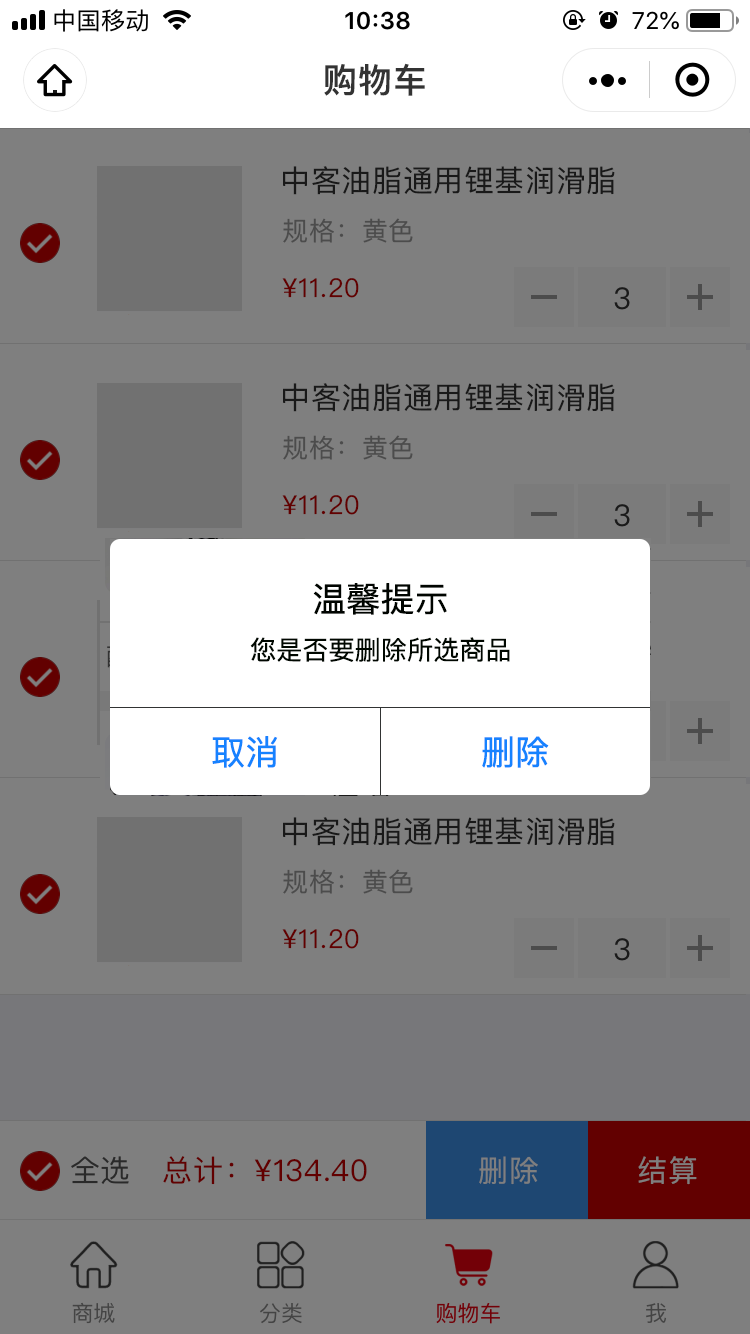 中国移动 10:38 72%
购物车
中客油脂通用锂基润滑脂
规格：黄色
¥11.20
3
中客油脂通用锂基润滑脂
规格：黄色
¥11.20
3
温馨提示
您是否要删除所选商品
取消 删除
中客油脂通用锂基润滑脂
规格：黄色
¥11.20
3
全选 总计：¥134.40 删除 结算
商城 分类 购物车 我